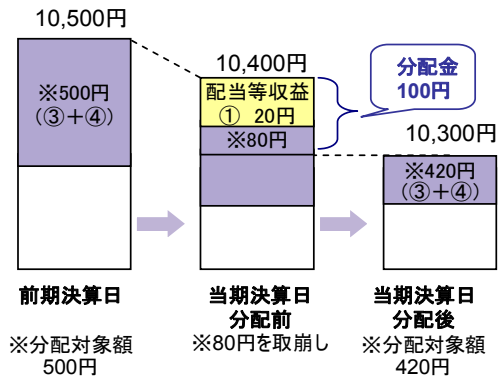 10,500円
※500円
(③+④)
前期決算日
※分配対象額
500円
10,400円
配当等収益
① 20円
※80円
当期決算日
分配前
※80円を取崩し
分配金
100円
10,300円
※420円
(③+④)
当期決算日
分配後
※分配対象額
420円